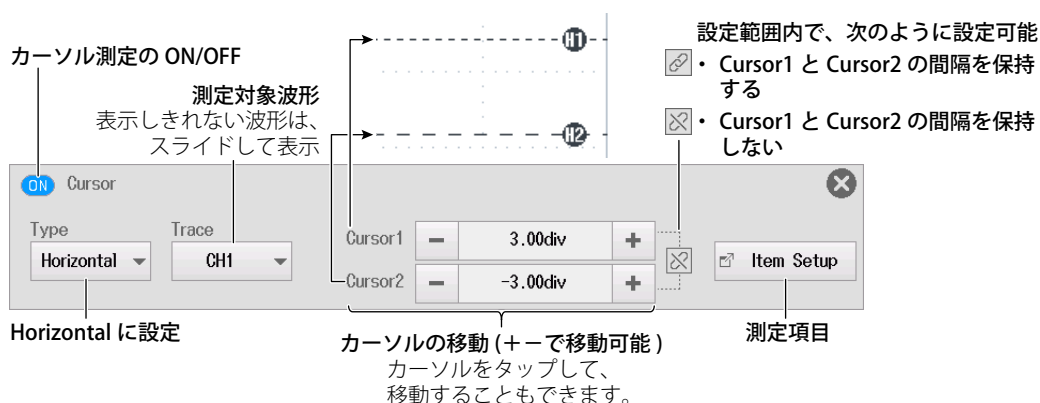 カーソル測定の ON/OFF
測定対象波形
表示しきれない波形は、
スライドして表示
H1
H2
設定範囲内で、次のように設定可能
・ Cursor1 と Cursor2 の間隔を保持
する
・ Cursor1 と Cursor2 の間隔を保持
しない
ON Cursor
Type
Horizontal
Trace
CH1
Cursor1 − 3.00div +
Cursor2 − -3.00div +
Item Setup
Horizontal に設定
カーソルの移動 (＋－で移動可能 )
カーソルをタップして、
移動することもできます。
測定項目